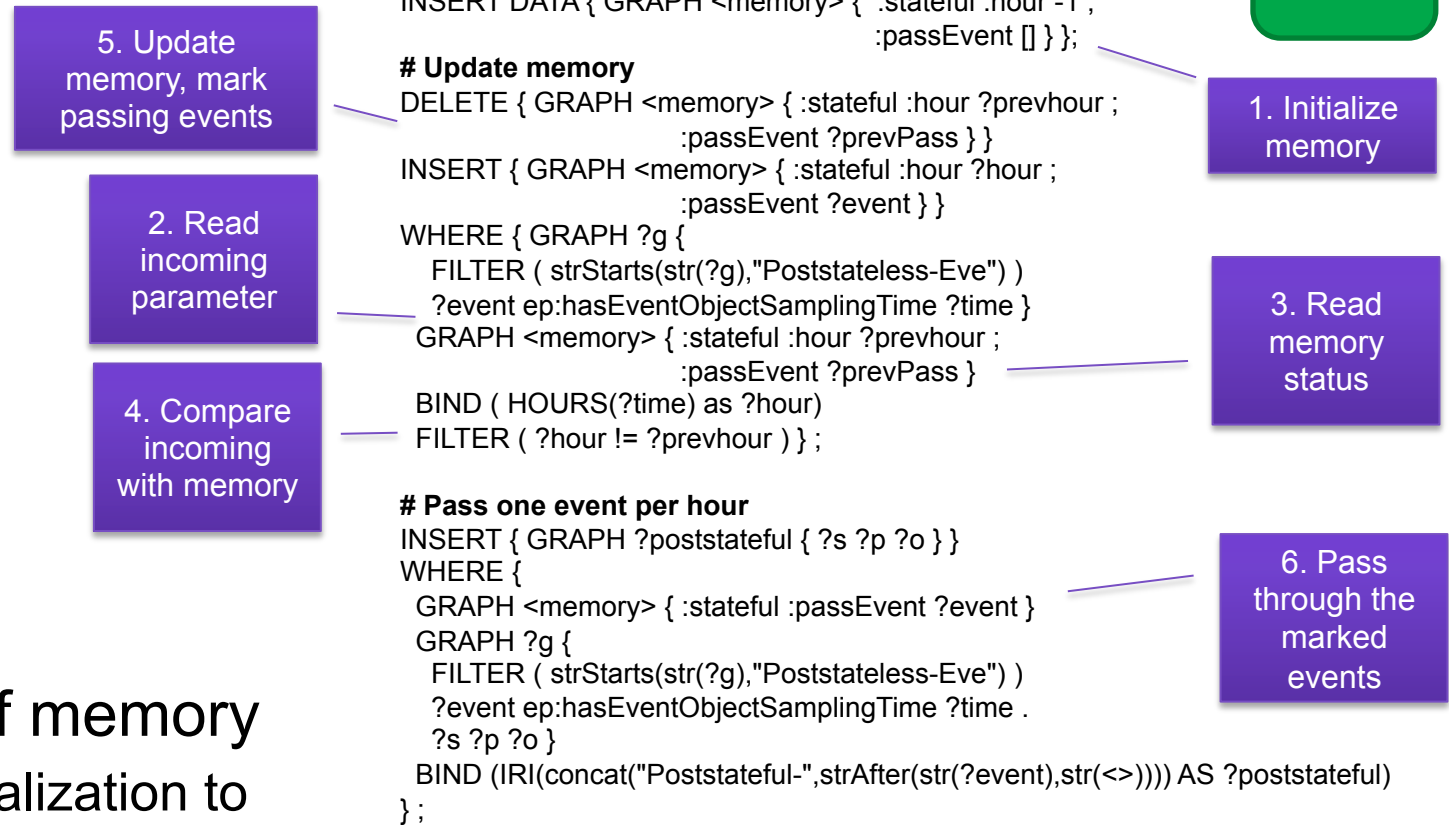 INSERT DATA { GRAPH <memory> { :stateful :hour -1 ;
:passEvent [] } };
# Update memory
DELETE { GRAPH <memory> { :stateful :hour ?prevhour ;
:passEvent ?prevPass } }
INSERT { GRAPH <memory> { :stateful :hour ?hour ;
:passEvent ?event } }
WHERE { GRAPH ?g {
FILTER ( strStarts(str(?g),"Poststateless-Eve") )
?event ep:hasEventObjectSamplingTime ?time }
GRAPH <memory> { :stateful :hour ?prevhour ;
:passEvent ?prevPass }
BIND ( HOURS(?time) as ?hour)
FILTER ( ?hour != ?prevhour ) } ;
# Pass one event per hour
INSERT { GRAPH ?poststateful { ?s ?p ?o } }
WHERE {
GRAPH <memory> { :stateful :passEvent ?event }
GRAPH ?g {
FILTER ( strStarts(str(?g),"Poststateless-Eve") )
?event ep:hasEventObjectSamplingTime ?time .
?s ?p ?o }
BIND (IRI(concat("Poststateful-",strAfter(str(?event),str(<>)))) AS ?poststateful)
} ;
5. Update
memory, mark
passing events
2. Read
incoming
parameter
4. Compare
incoming
with memory
1. Initialize
memory
3. Read
memory
status
6. Pass
through the
marked
events
f memory
alization to